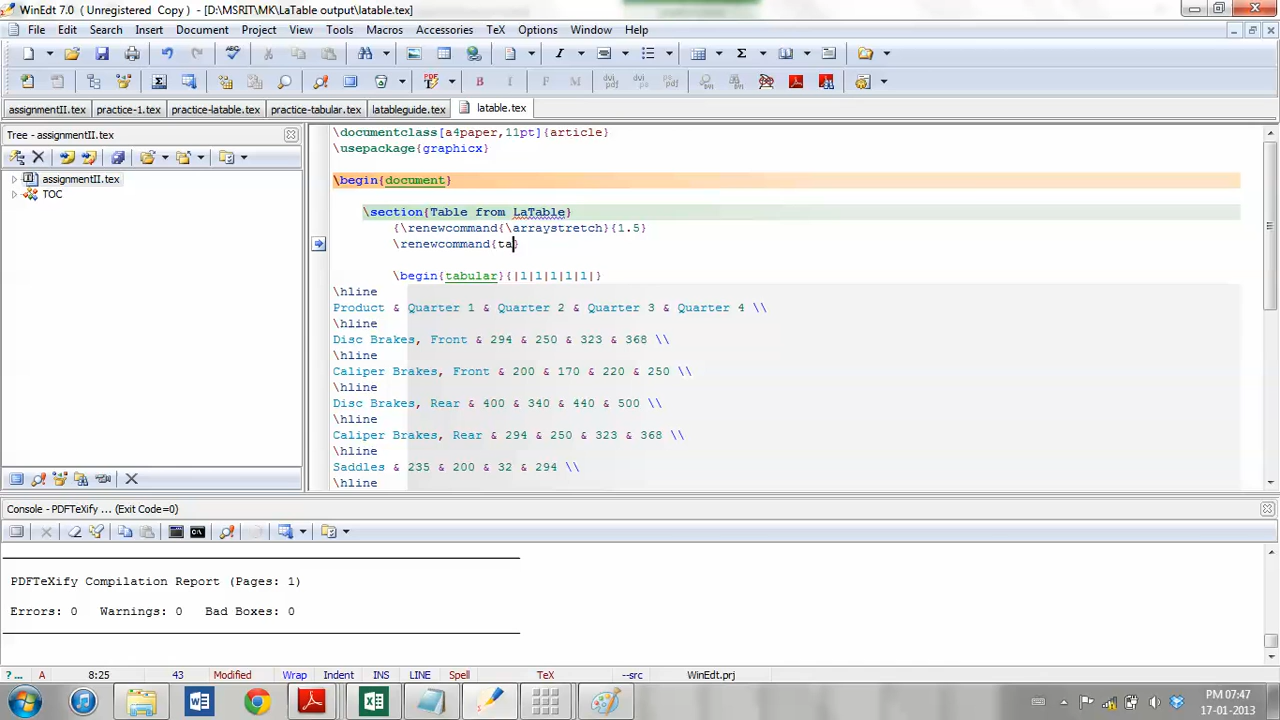 WinEdt 7.0 ( Unregistered Copy ) - [D:\MSRIT\MK\LaTable output\latable.tex]
File Edit Search Insert Document Project View Tools Macros Accessories TeX Options Window Help
assignmentII.tex practice-1.tex practice-latable.tex practice-tabular.tex latableguide.tex latable.tex
Tree - assignmentII.tex
assignmentII.tex
TOC
\documentclass[a4paper,11pt]{article}
\usepackage{graphicx}
\begin{document}
\section{Table from LaTable}
{\renewcommand{\arraystretch}{1.5}
\renewcommand{ta}
\begin{tabular}{|l|l|l|l|l|}
\hline
Product & Quarter 1 & Quarter 2 & Quarter 3 & Quarter 4 \\
\hline
Disc Brakes, Front & 294 & 250 & 323 & 368 \\
\hline
Caliper Brakes, Front & 200 & 170 & 220 & 250 \\
\hline
Disc Brakes, Rear & 400 & 340 & 440 & 500 \\
\hline
Caliper Brakes, Rear & 294 & 250 & 323 & 368 \\
\hline
Saddles & 235 & 200 & 32 & 294 \\
\hline
Console - PDFTeXify ... (Exit Code=0)
PDFTeXify Compilation Report (Pages: 1)
Errors: 0 Warnings: 0 Bad Boxes: 0
? ... A 8:25 43 Modified Wrap Indent INS LINE Spell TeX --src WinEdt.prj
PM 07:47
17-01-2013